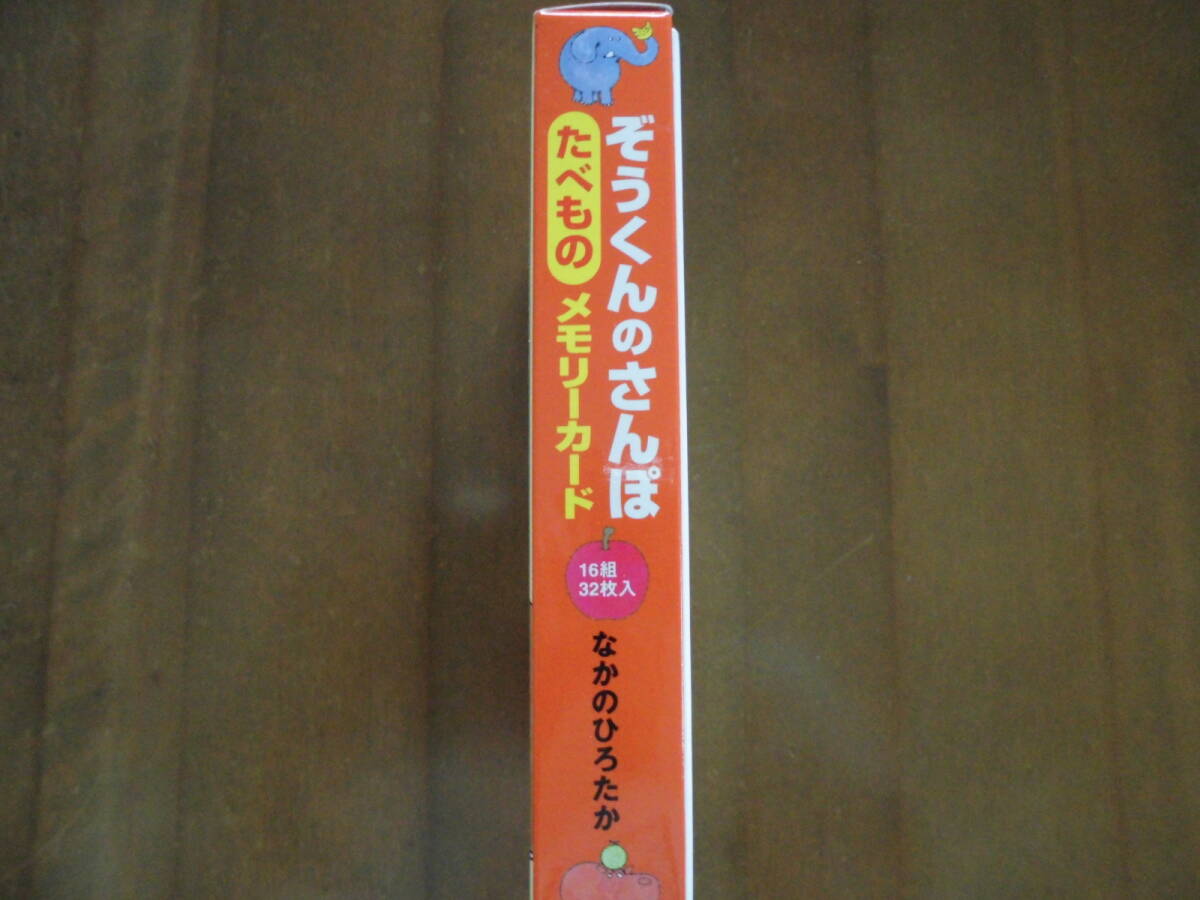 ぞうくんのさんぽ
たべもの メモリーカード
16組
32枚入
なかのひろたか